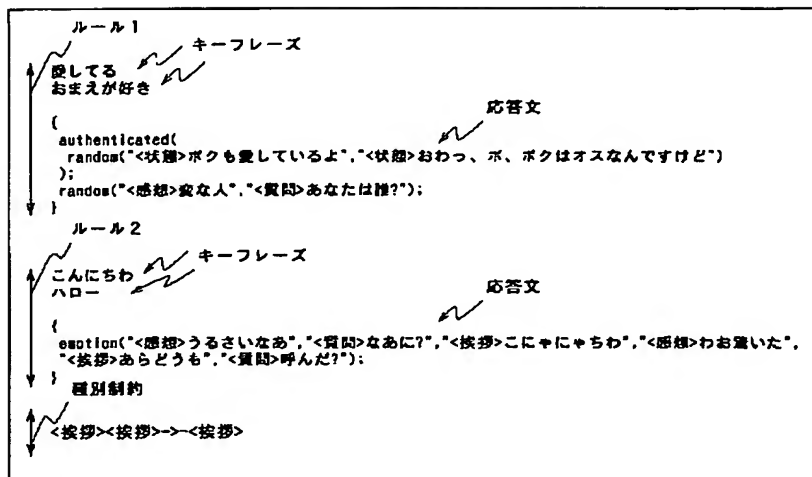 ルール1
キーフレーズ
愛してる
おまえが好き
応答文
{
authenticated(
random("<状態>ボクも愛しているよ","<状態>おわっ、ボ、ボクはオスなんですけど")
);
random("<感想>変な人","<質問>あなたは誰?");
}
ルール2
キーフレーズ
こんにちわ
ハロー
応答文
{
emotion("<感想>うるさいなあ","<質問>なあに?","<挨拶>こにゃにゃちわ","<感想>わお驚いた",
"<挨拶>あらどうも","<質問>呼んだ?");
}
種別制約
<挨拶><挨拶>-><挨拶>